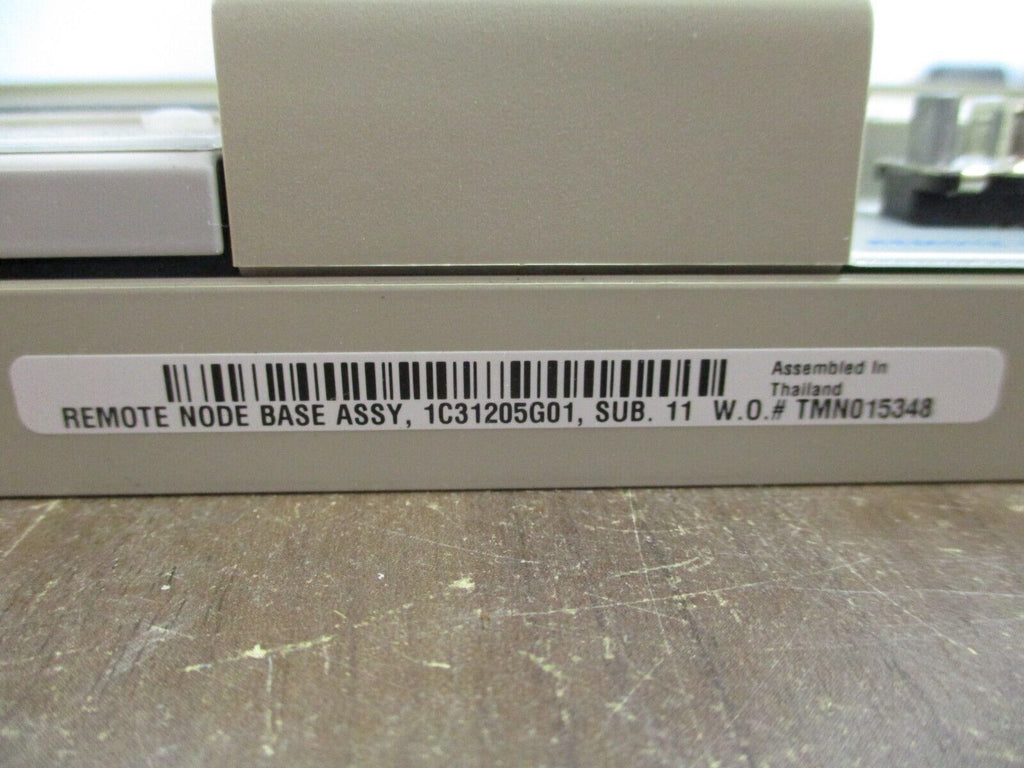 Assembled In
Thailand
REMOTE NODE BASE ASSY, 1C31205G01, SUB. 11 W.O.# TMN015348